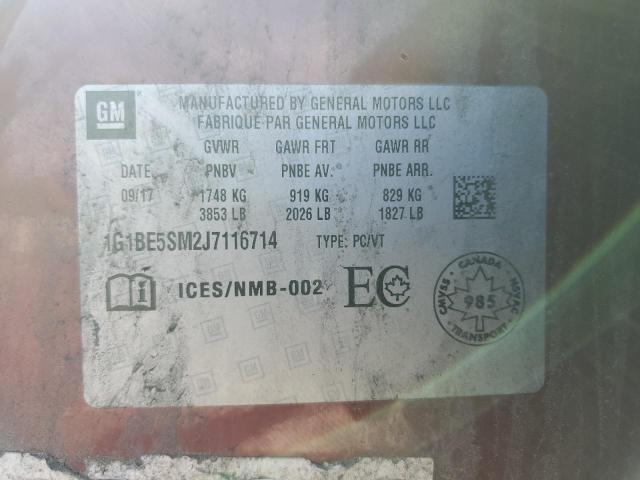 GM
MANUFACTURED BY GENERAL MOTORS LLC
FABRIQUE PAR GENERAL MOTORS LLC
GVWR GAWR FRT GAWR RR
DATE PNBV PNBE AV. PNBE ARR.
09/17 1748 KG 919 KG 829 KG
3853 LB 2026 LB 1827 LB
1G1BE5SM2J7116714 TYPE: PC/VT
i ICES/NMB-002 EC
CANADA
CMVSS 985 NSVAC
TRANSPORT